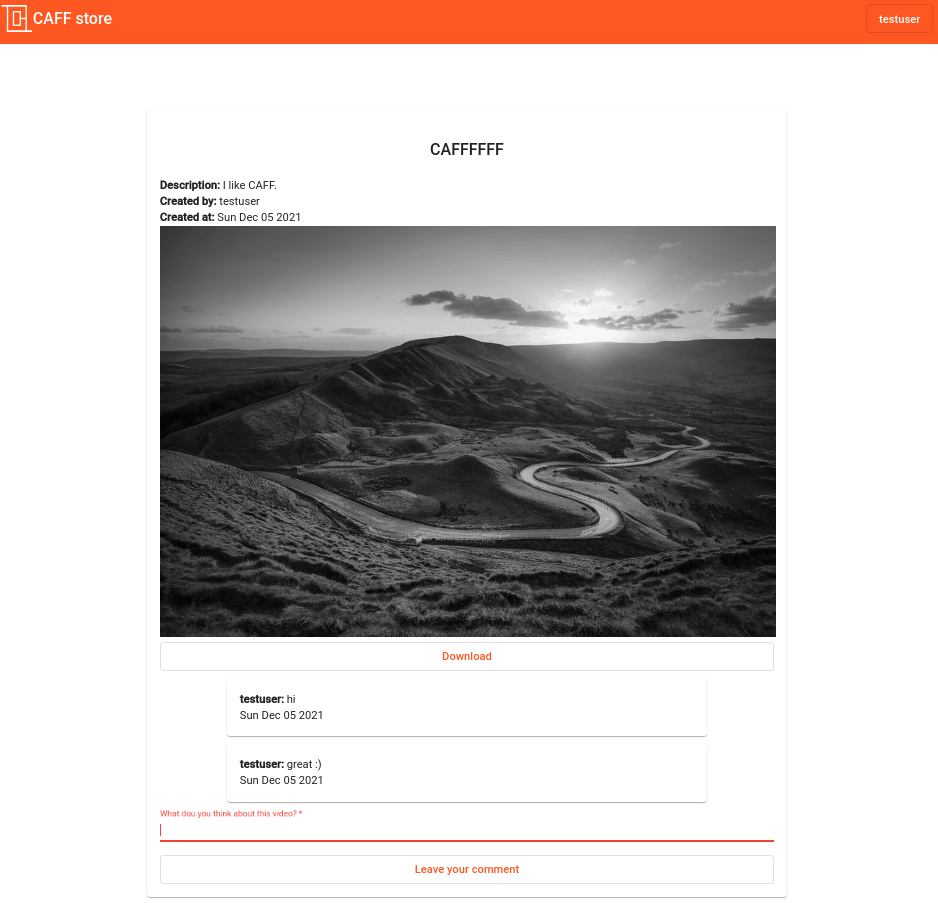 CAFF store
testuser
CAFFFFFF
Description: I like CAFF.
Created by: testuser
Created at: Sun Dec 05 2021
Download
testuser: hi
Sun Dec 05 2021
testuser: great :)
Sun Dec 05 2021
What dou you think about this video? *
Leave your comment